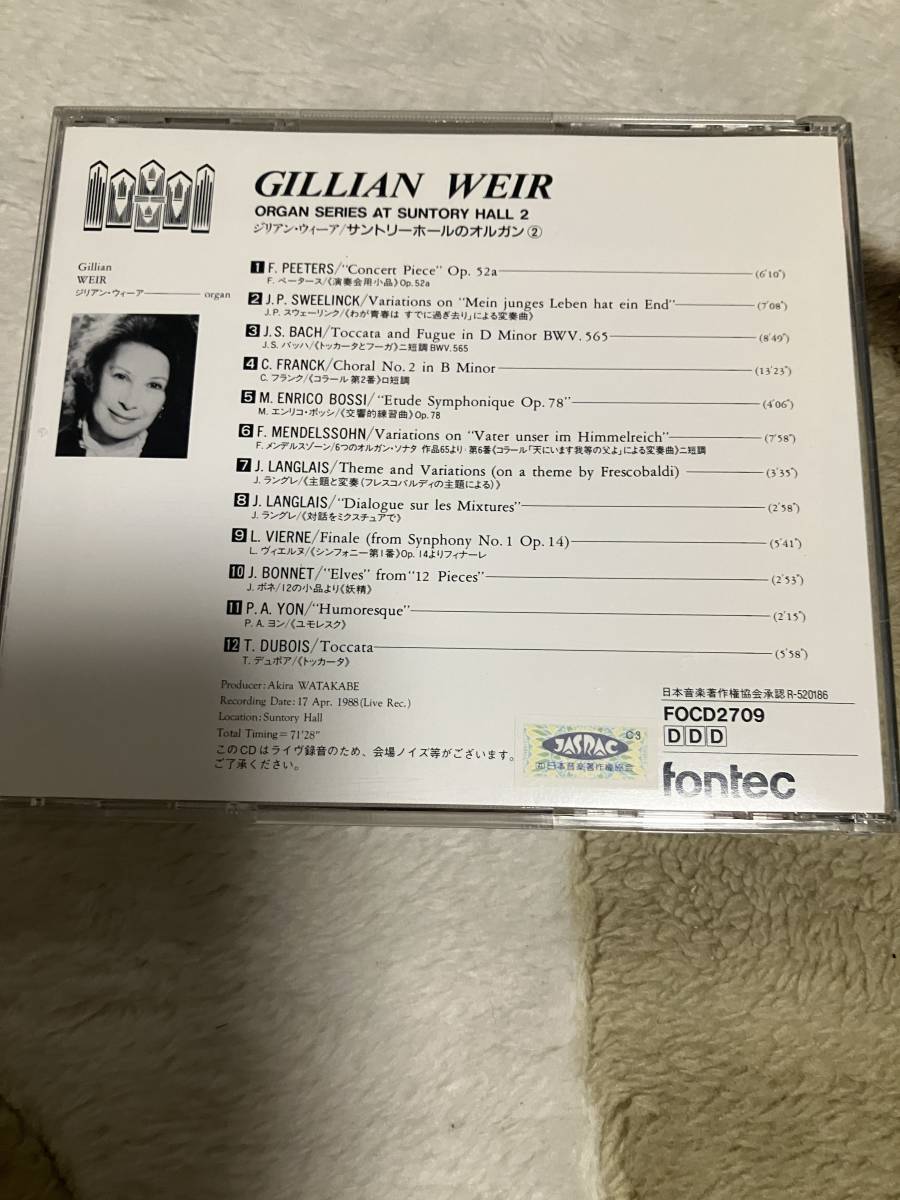 GILLIAN WEIR
ORGAN SERIES AT SUNTORY HALL 2
ジリアン・ウィーア/サントリーホールのオルガン②
Gillian
WEIR
ジリアン・ウィーア organ
1 F. PEETERS/"Concert Piece" Op. 52a (6'10")
F. ペータース/《演奏会用小品》Op.52a
2 J.P. SWEELINCK/Variations on "Mein junges Leben hat ein End" (7'08")
J.P. スウェーリンク/《わが青春は すでに過ぎ去り」による変奏曲》
3 J.S. BACH/Toccata and Fugue in D Minor BWV. 565 (8'49")
J.S. バッハ/《トッカータとフーガ》ニ短調 BWV.565
4 C. FRANCK/Choral No. 2 in B Minor (13'23")
C. フランク/《コラール 第2番》ロ短調
5 M. ENRICO BOSSI/"Etude Symphonique Op. 78" (4'06")
M. エンリコ・ボッシ/《交響的練習曲》Op.78
6 F. MENDELSSOHN/Variations on "Vater unser im Himmelreich" (7'58")
F. メンデルスゾーン/6つのオルガン・ソナタ 作品65より 第6番《コラール「天にいます我等の父よ」による変奏曲》ニ短調
7 J. LANGLAIS/Theme and Variations (on a theme by Frescobaldi) (3'35")
J. ラングレ/《主題と変奏(フレスコバルディの主題による)》
8 J. LANGLAIS/"Dialogue sur les Mixtures" (2'58")
J. ラングレ/《対話をミクスチュアで》
9 L. VIERNE/Finale (from Synphony No. 1 Op. 14) (5'41")
L. ヴィエルヌ/《シンフォニー第1番》Op. 14よりフィナーレ
10 J. BONNET/"Elves" from "12 Pieces" (2'53")
J. ボネ/12の小品より《妖精》
11 P. A. YON/"Humoresque" (2'15")
P. A. ヨン/《ユモレスク》
12 T. DUBOIS/Toccata (5'58")
T. デュボア/《トッカータ》
Producer: Akira WATAKABE
Recording Date: 17 Apr. 1988 (Live Rec.)
Location: Suntory Hall
Total Timing = 71'28"
このCDはライヴ録音のため、会場ノイズ等がございます。
ご了承ください。
C3
JASRAC
日本音楽著作権協会
日本音楽著作権協会承認 R-520186
FOCD2709
DDD
fontec